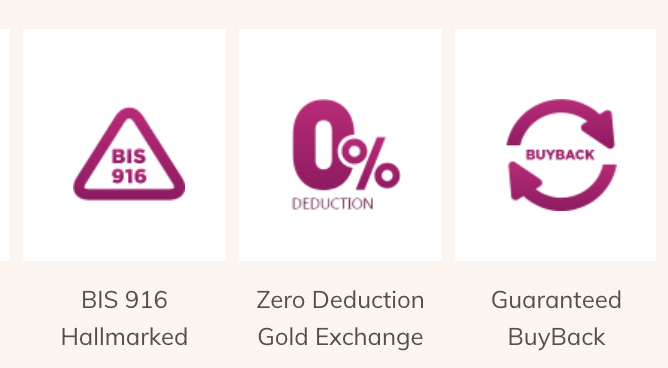 BIS
916
0%
DEDUCTION
BUYBACK
BIS 916
Hallmarked
Zero Deduction
Gold Exchange
Guaranteed
BuyBack